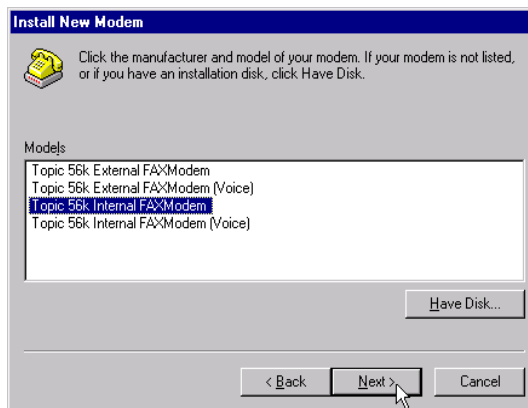 Install New Modem
Click the manufacturer and model of your modem. If your modem is not listed,
or if you have an installation disk, click Have Disk.
Models
Topic 56k External FAXModem
Topic 56k External FAXModem (Voice)
Topic 56k Internal FAXModem
Topic 56k Internal FAXModem (Voice)
Have Disk...
< Back
Next >
Cancel